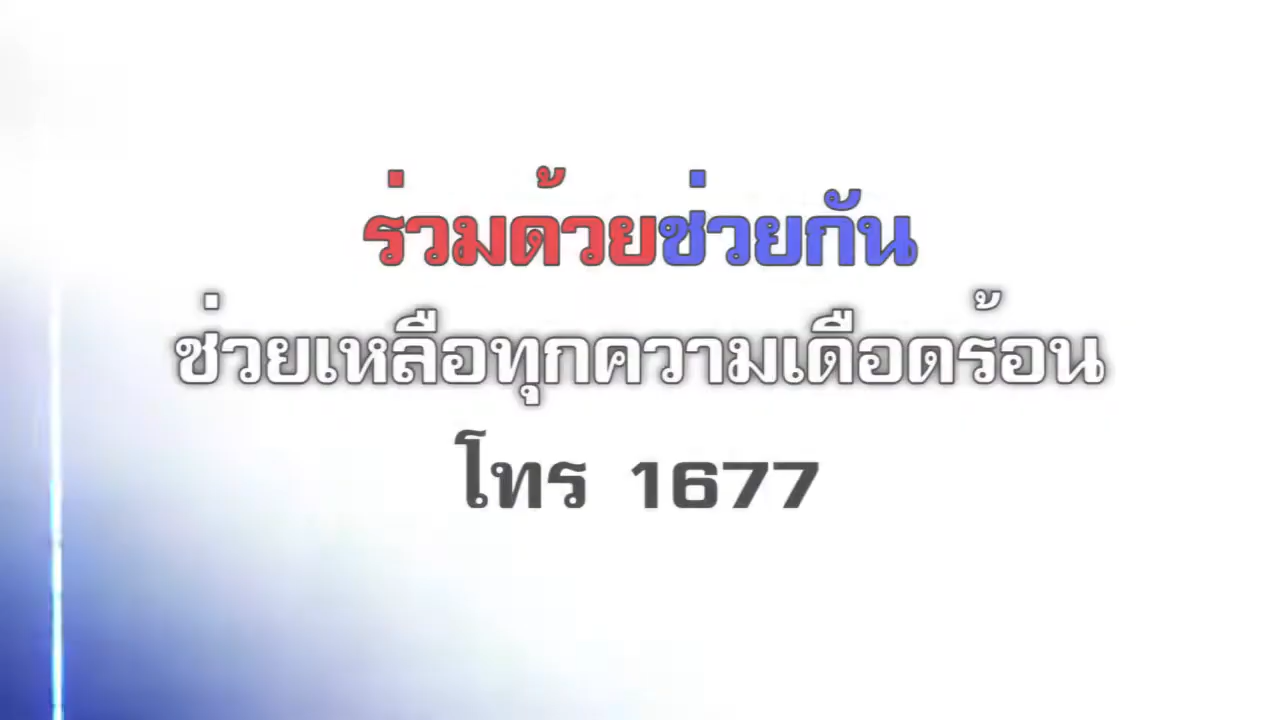 ร่วมด้วยช่วยกัน
ช่วยเหลือทุกความเดือดร้อน
โทร 1677